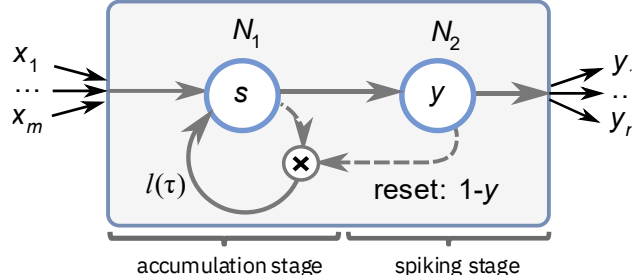 N1 N2
x1
...
xm
s y
y
..
y
l(τ)
×
reset: 1-y
accumulation stage spiking stage